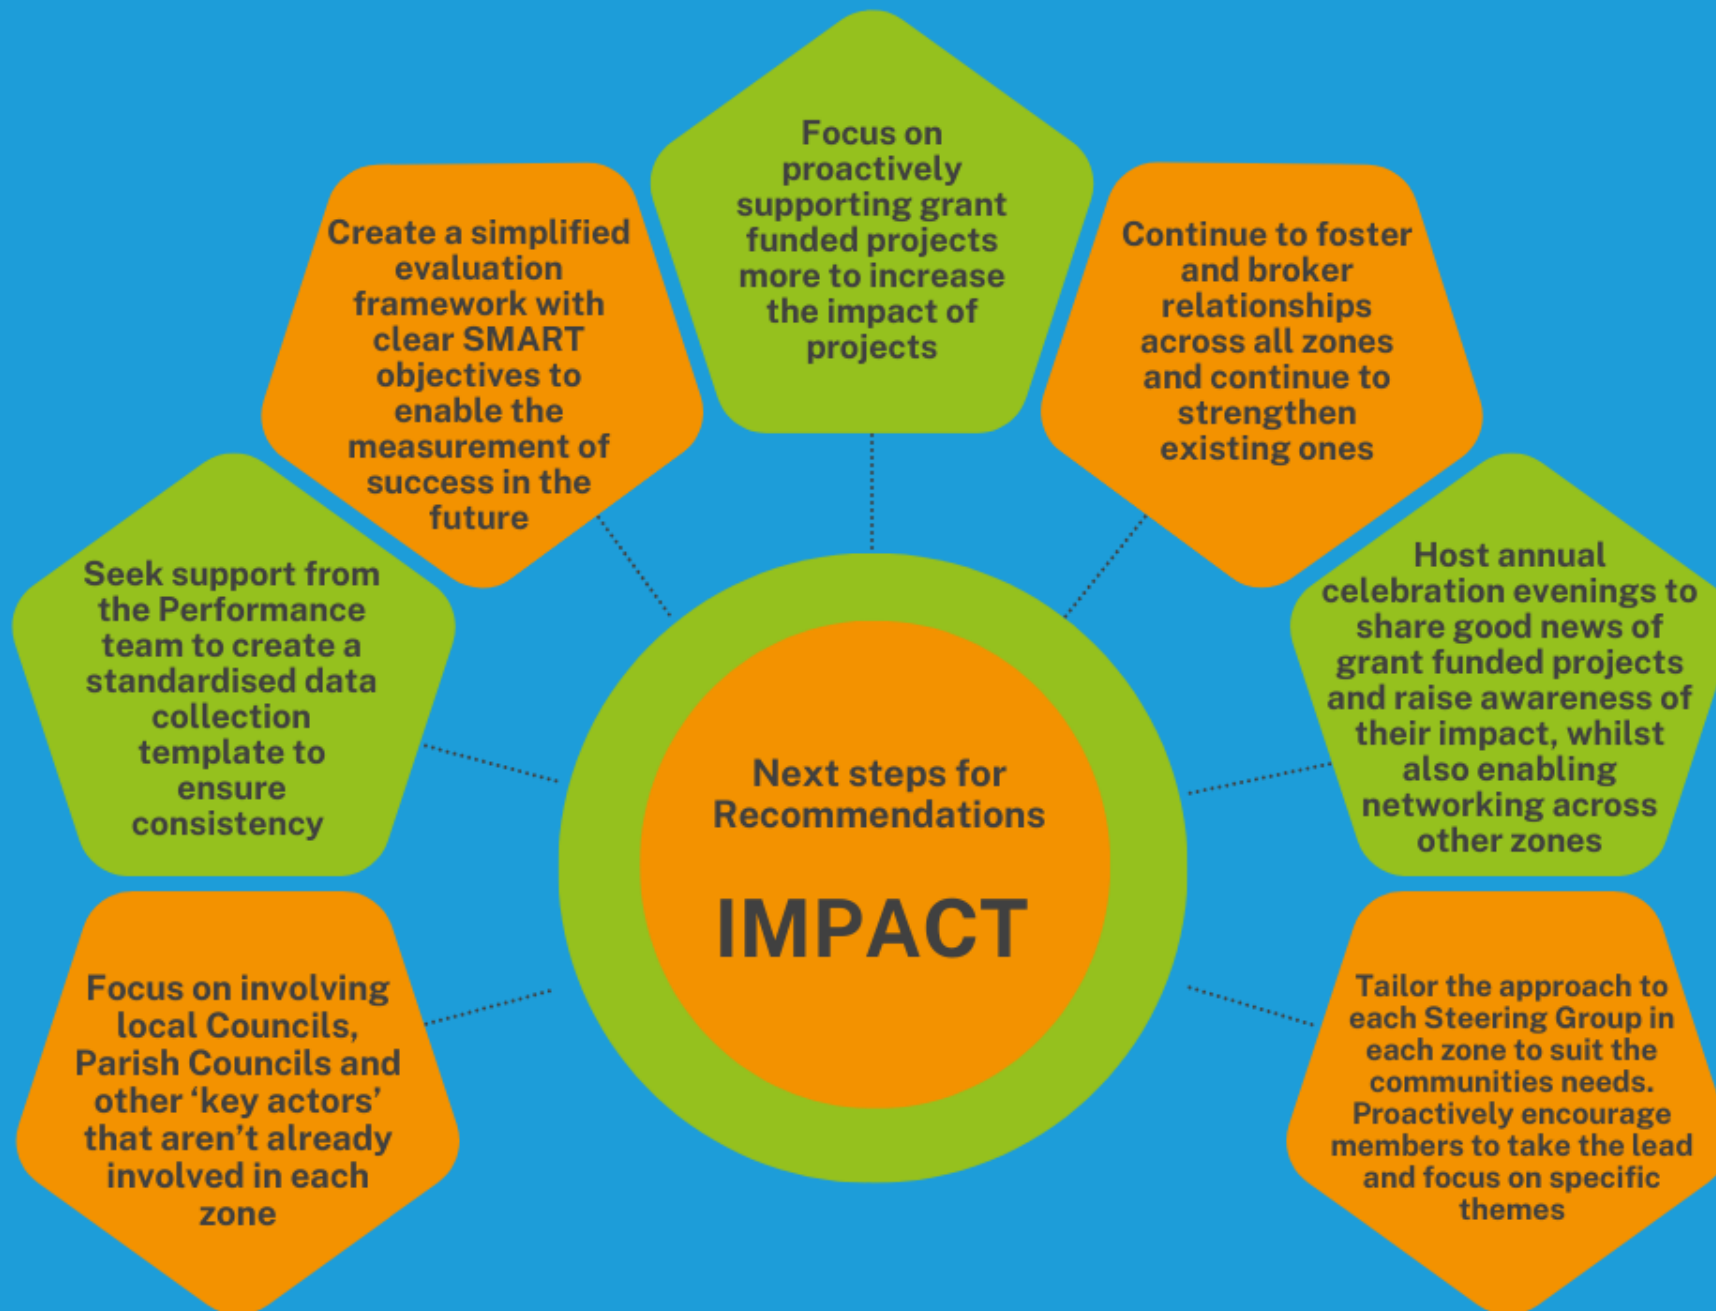 Focus on
proactively
supporting grant
funded projects
more to increase
the impact of
projects
Create a simplified
evaluation
framework with
clear SMART
objectives to
enable the
measurement of
success in the
future
Continue to foster
and broker
relationships
across all zones
and continue to
strengthen
existing ones
Seek support from
the Performance
team to create a
standardised data
collection
template to
ensure
consistency
Host annual
celebration evenings to
share good news of
grant funded projects
and raise awareness of
their impact, whilst
also enabling
networking across
other zones
Next steps for
Recommendations
IMPACT
Focus on involving
local Councils,
Parish Councils and
other ‘key actors’
that aren’t already
involved in each
zone
Tailor the approach to
each Steering Group in
each zone to suit the
communities needs.
Proactively encourage
members to take the lead
and focus on specific
themes